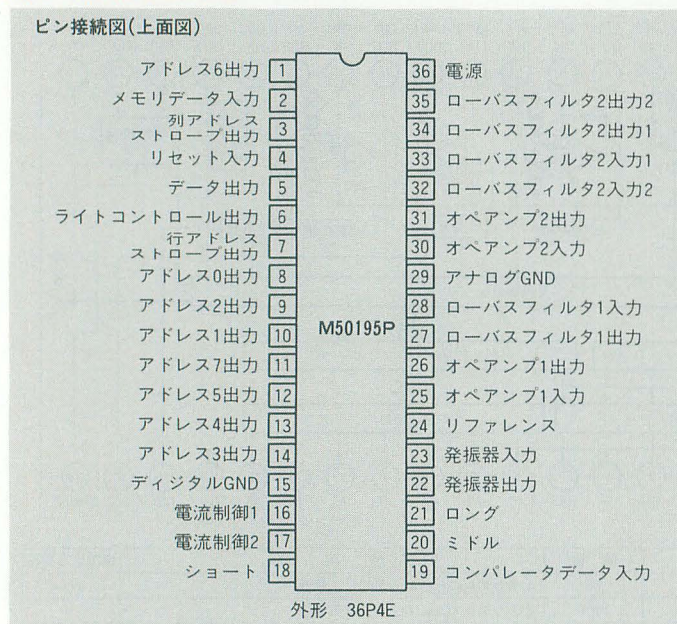 ピン接続図(上面図)
アドレス6出力 1
メモリデータ入力 2
列アドレス
ストローブ出力 3
リセット入力 4
データ出力 5
ライトコントロール出力 6
行アドレス
ストローブ出力 7
アドレス0出力 8
アドレス2出力 9
アドレス1出力 10
アドレス7出力 11
アドレス5出力 12
アドレス4出力 13
アドレス3出力 14
ディジタルGND 15
電流制御1 16
電流制御2 17
ショート 18
M50195P
36 電源
35 ローパスフィルタ2出力2
34 ローパスフィルタ2出力1
33 ローパスフィルタ2入力1
32 ローパスフィルタ2入力2
31 オペアンプ2出力
30 オペアンプ2入力
29 アナログGND
28 ローパスフィルタ1入力
27 ローパスフィルタ1出力
26 オペアンプ1出力
25 オペアンプ1入力
24 リファレンス
23 発振器入力
22 発振器出力
21 ロング
20 ミドル
19 コンパレータデータ入力
外形 36P4E